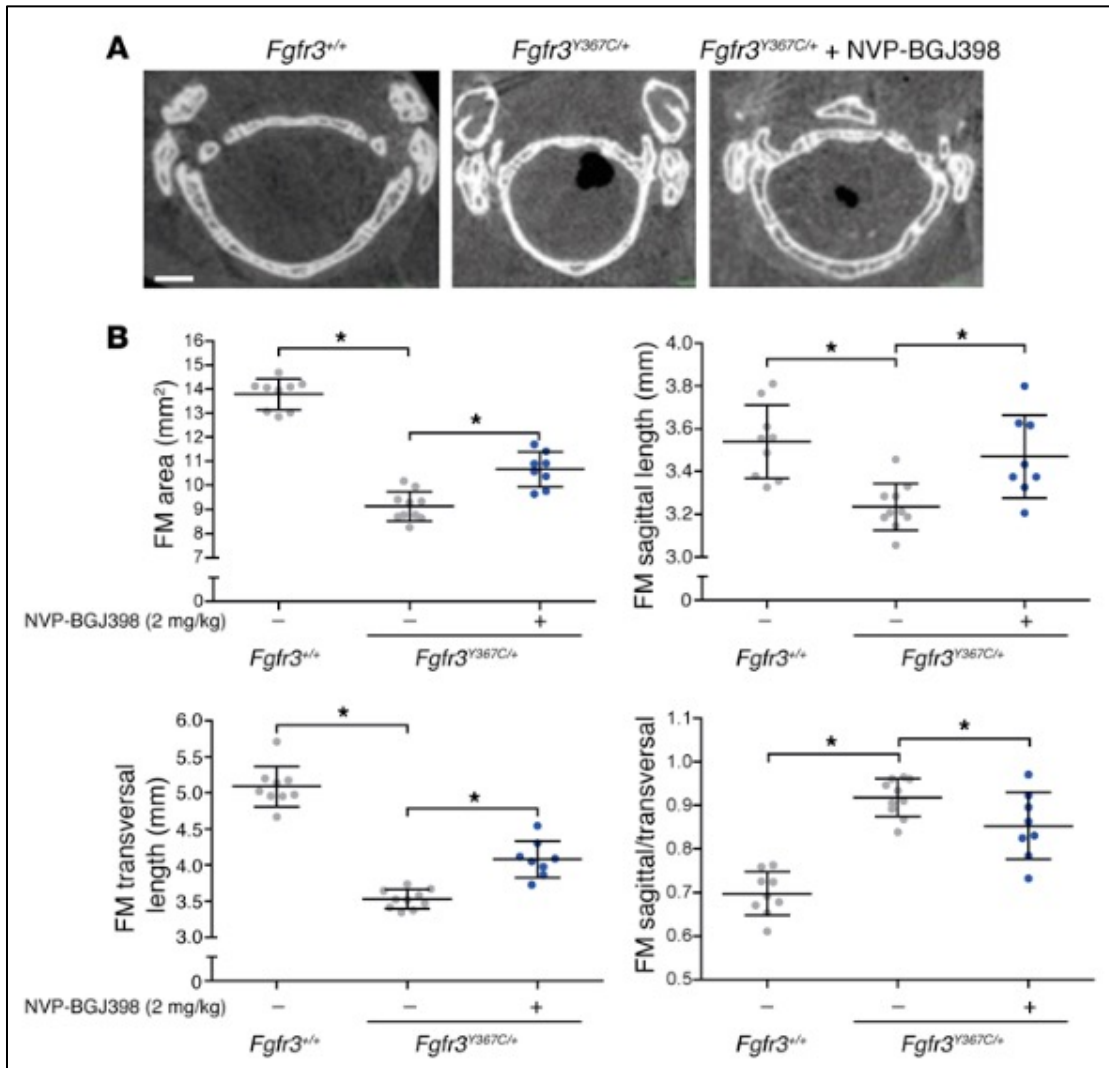 A
Fgfr3+/+
Fgfr3Y367C/+
Fgfr3Y367C/+ + NVP-BGJ398
B
FM area (mm2)
16
15
14
13
12
11
10
9
8
7
0
*
*
NVP-BGJ398 (2 mg/kg)
–
–
+
Fgfr3+/+
Fgfr3Y367C/+
FM sagittal length (mm)
4.0
3.8
3.6
3.4
3.2
3.0
0
*
*
–
–
+
Fgfr3+/+
Fgfr3Y367C/+
FM transversal
length (mm)
6.0
5.5
5.0
4.5
4.0
3.5
3.0
0
*
*
NVP-BGJ398 (2 mg/kg)
–
–
+
Fgfr3+/+
Fgfr3Y367C/+
FM sagittal/transversal
1.1
1.0
0.9
0.8
0.7
0.6
0.5
*
*
–
–
+
Fgfr3+/+
Fgfr3Y367C/+